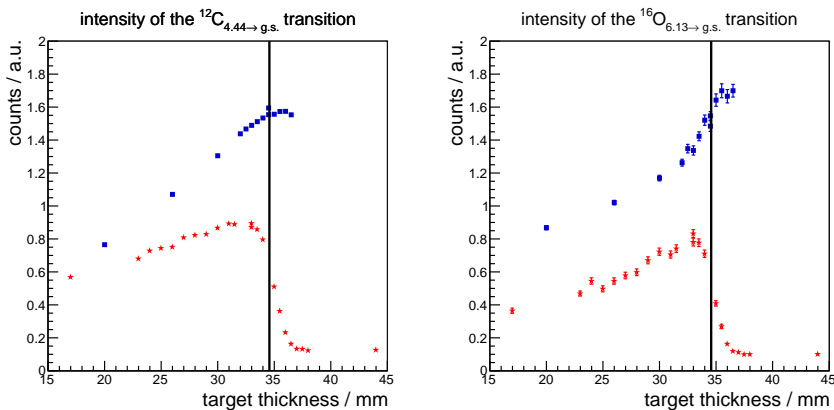 intensity of the ¹²C₄.₄₄→ g.s. transition
counts / a.u.
2
1.8
1.6
1.4
1.2
1
0.8
0.6
0.4
0.2
0
15 20 25 30 35 40 45
target thickness / mm
intensity of the ¹⁶O₆.₁₃→ g.s. transition
counts / a.u.
2
1.8
1.6
1.4
1.2
1
0.8
0.6
0.4
0.2
0
15 20 25 30 35 40 45
target thickness / mm